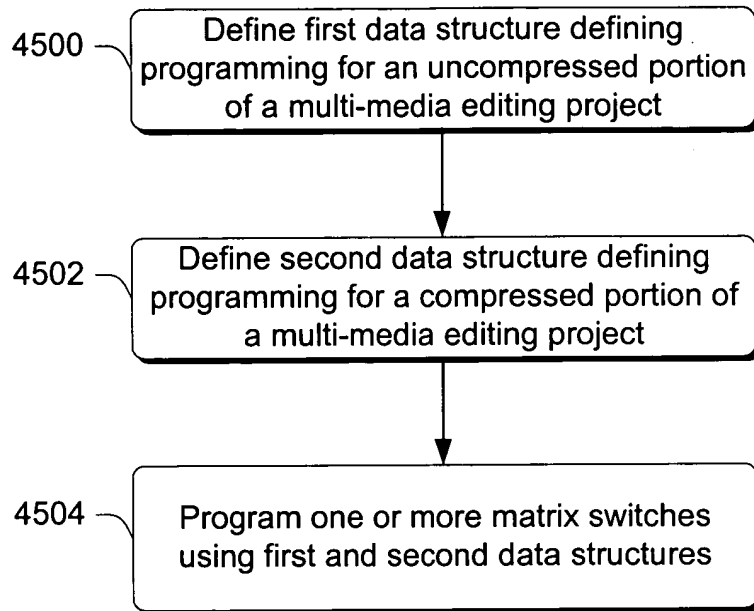 4500
Define first data structure defining
programming for an uncompressed portion
of a multi-media editing project
4502
Define second data structure defining
programming for a compressed portion of
a multi-media editing project
4504
Program one or more matrix switches
using first and second data structures